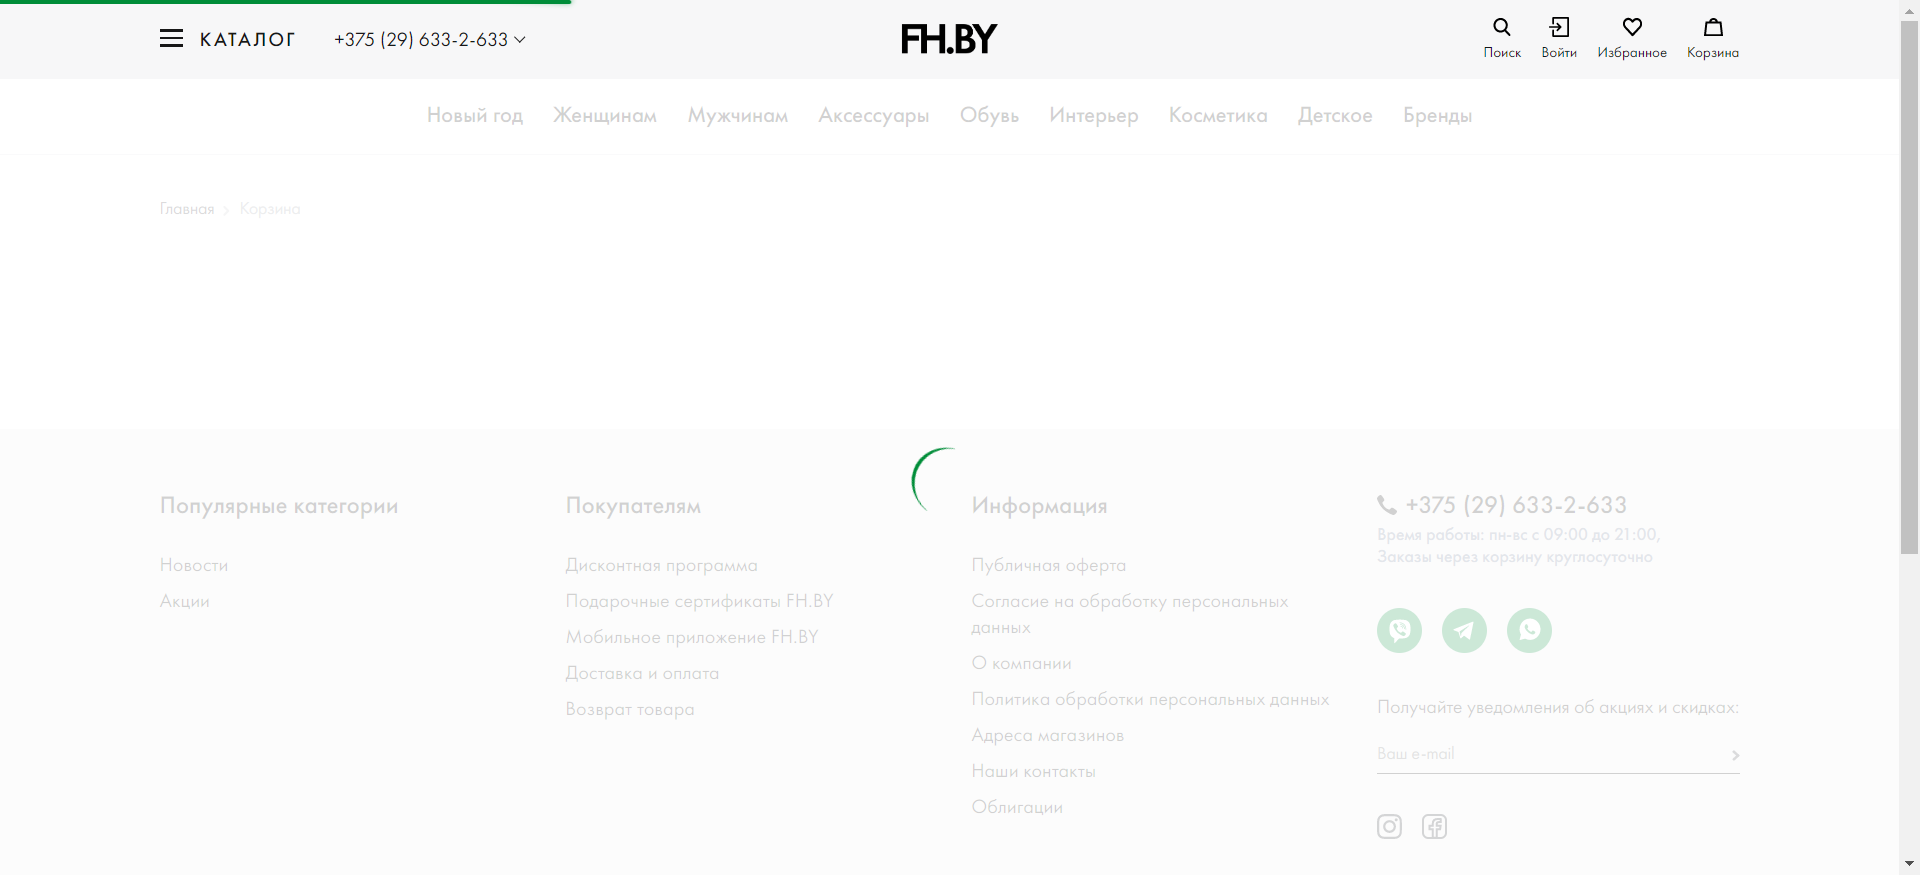 КАТАЛОГ
+375 (29) 633-2-633
FH.BY
Поиск
Войти
Избранное
Корзина
Новый год
Женщинам
Мужчинам
Аксессуары
Обувь
Интерьер
Косметика
Детское
Бренды
Главная
Корзина
Популярные категории
Новости
Акции
Покупателям
Дисконтная программа
Подарочные сертификаты FH.BY
Мобильное приложение FH.BY
Доставка и оплата
Возврат товара
Информация
Публичная оферта
Согласие на обработку персональных
данных
О компании
Политика обработки персональных данных
Адреса магазинов
Наши контакты
Облигации
+375 (29) 633-2-633
Время работы: пн-вс с 09:00 до 21:00,
Заказы через корзину круглосуточно
Получайте уведомления об акциях и скидках:
Ваш e-mail